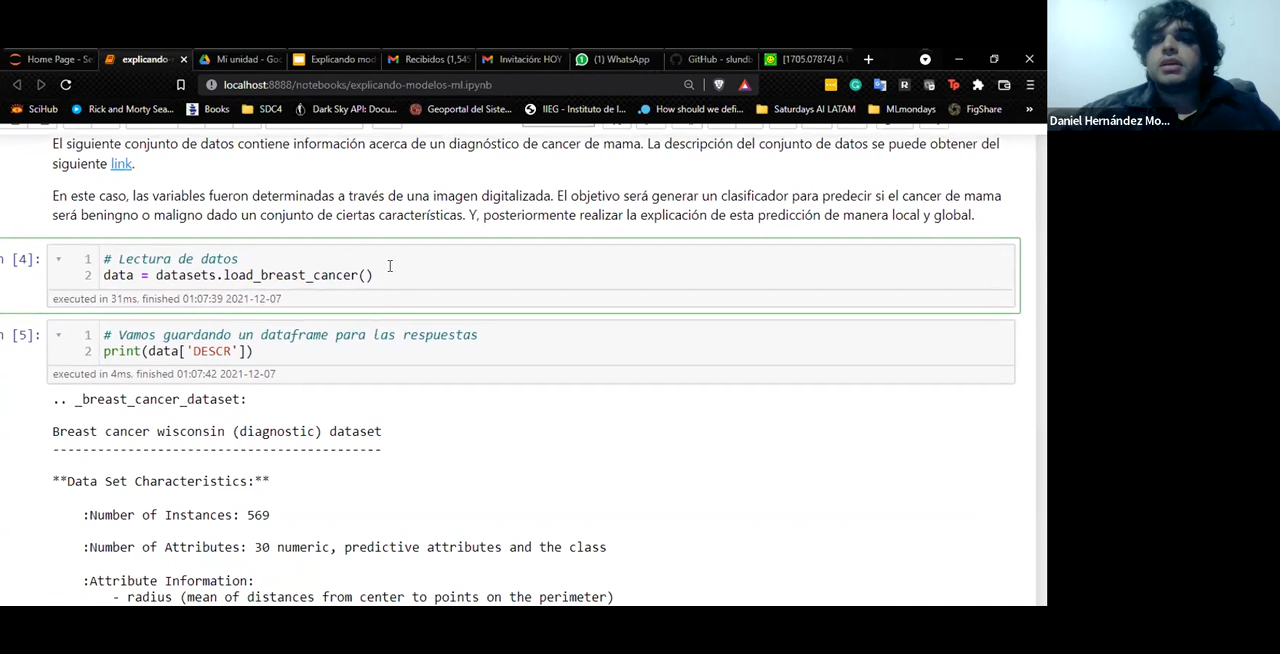 Home Page - Se
explicando-
Mi unidad - Goo
Explicando mod
Recibidos (1,545
Invitación: HOY
(1) WhatsApp
GitHub - slundb
[1705.07874] A U
localhost:8888/notebooks/explicando-modelos-ml.ipynb
SciHub
Rick and Morty Sea...
Books
SDC4
Dark Sky API: Docu...
Geoportal del Siste...
IIEG - Instituto de I...
How should we defi...
Saturdays AI LATAM
MLmondays
FigShare
Daniel Hernández Mo...
El siguiente conjunto de datos contiene información acerca de un diagnóstico de cancer de mama. La descripción del conjunto de datos se puede obtener del
siguiente link.
En este caso, las variables fueron determinadas a través de una imagen digitalizada. El objetivo será generar un clasificador para predecir si el cancer de mama
será beningno o maligno dado un conjunto de ciertas características. Y, posteriormente realizar la explicación de esta predicción de manera local y global.
n [4]:
1 # Lectura de datos
2 data = datasets.load_breast_cancer()
executed in 31ms, finished 01:07:39 2021-12-07
n [5]:
1 # Vamos guardando un dataframe para las respuestas
2 print(data['DESCR'])
executed in 4ms, finished 01:07:42 2021-12-07
.. _breast_cancer_dataset:
Breast cancer wisconsin (diagnostic) dataset
--------------------------------------------
**Data Set Characteristics:**
:Number of Instances: 569
:Number of Attributes: 30 numeric, predictive attributes and the class
:Attribute Information:
- radius (mean of distances from center to points on the perimeter)